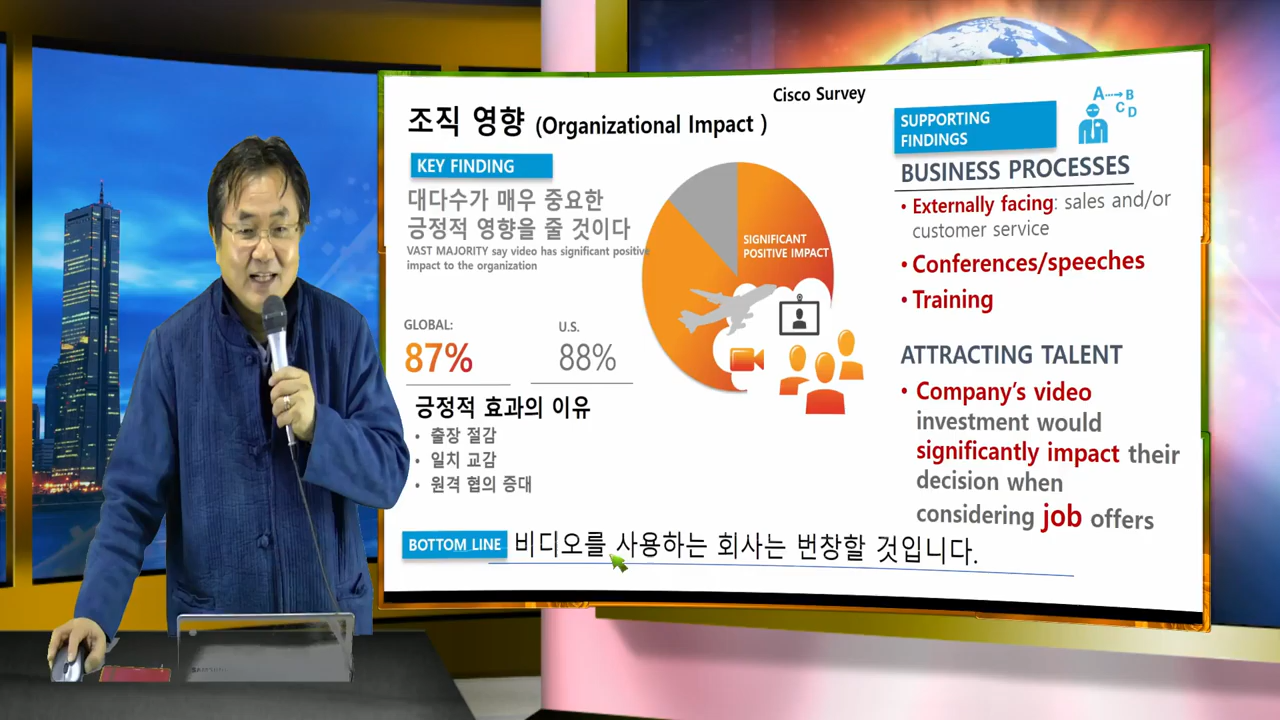 Cisco Survey
조직 영향 (Organizational Impact )
KEY FINDING
대다수가 매우 중요한
긍정적 영향을 줄 것이다
VAST MAJORITY say video has significant positive
impact to the organization
GLOBAL:
87%
U.S.
88%
긍정적 효과의 이유
• 출장 절감
• 일치 교감
• 원격 협의 증대
SIGNIFICANT
POSITIVE IMPACT
SUPPORTING
FINDINGS
A B
C D
BUSINESS PROCESSES
• Externally facing: sales and/or
customer service
• Conferences/speeches
• Training
ATTRACTING TALENT
• Company's video
investment would
significantly impact their
decision when
considering job offers
BOTTOM LINE 비디오를 사용하는 회사는 번창할 것입니다.